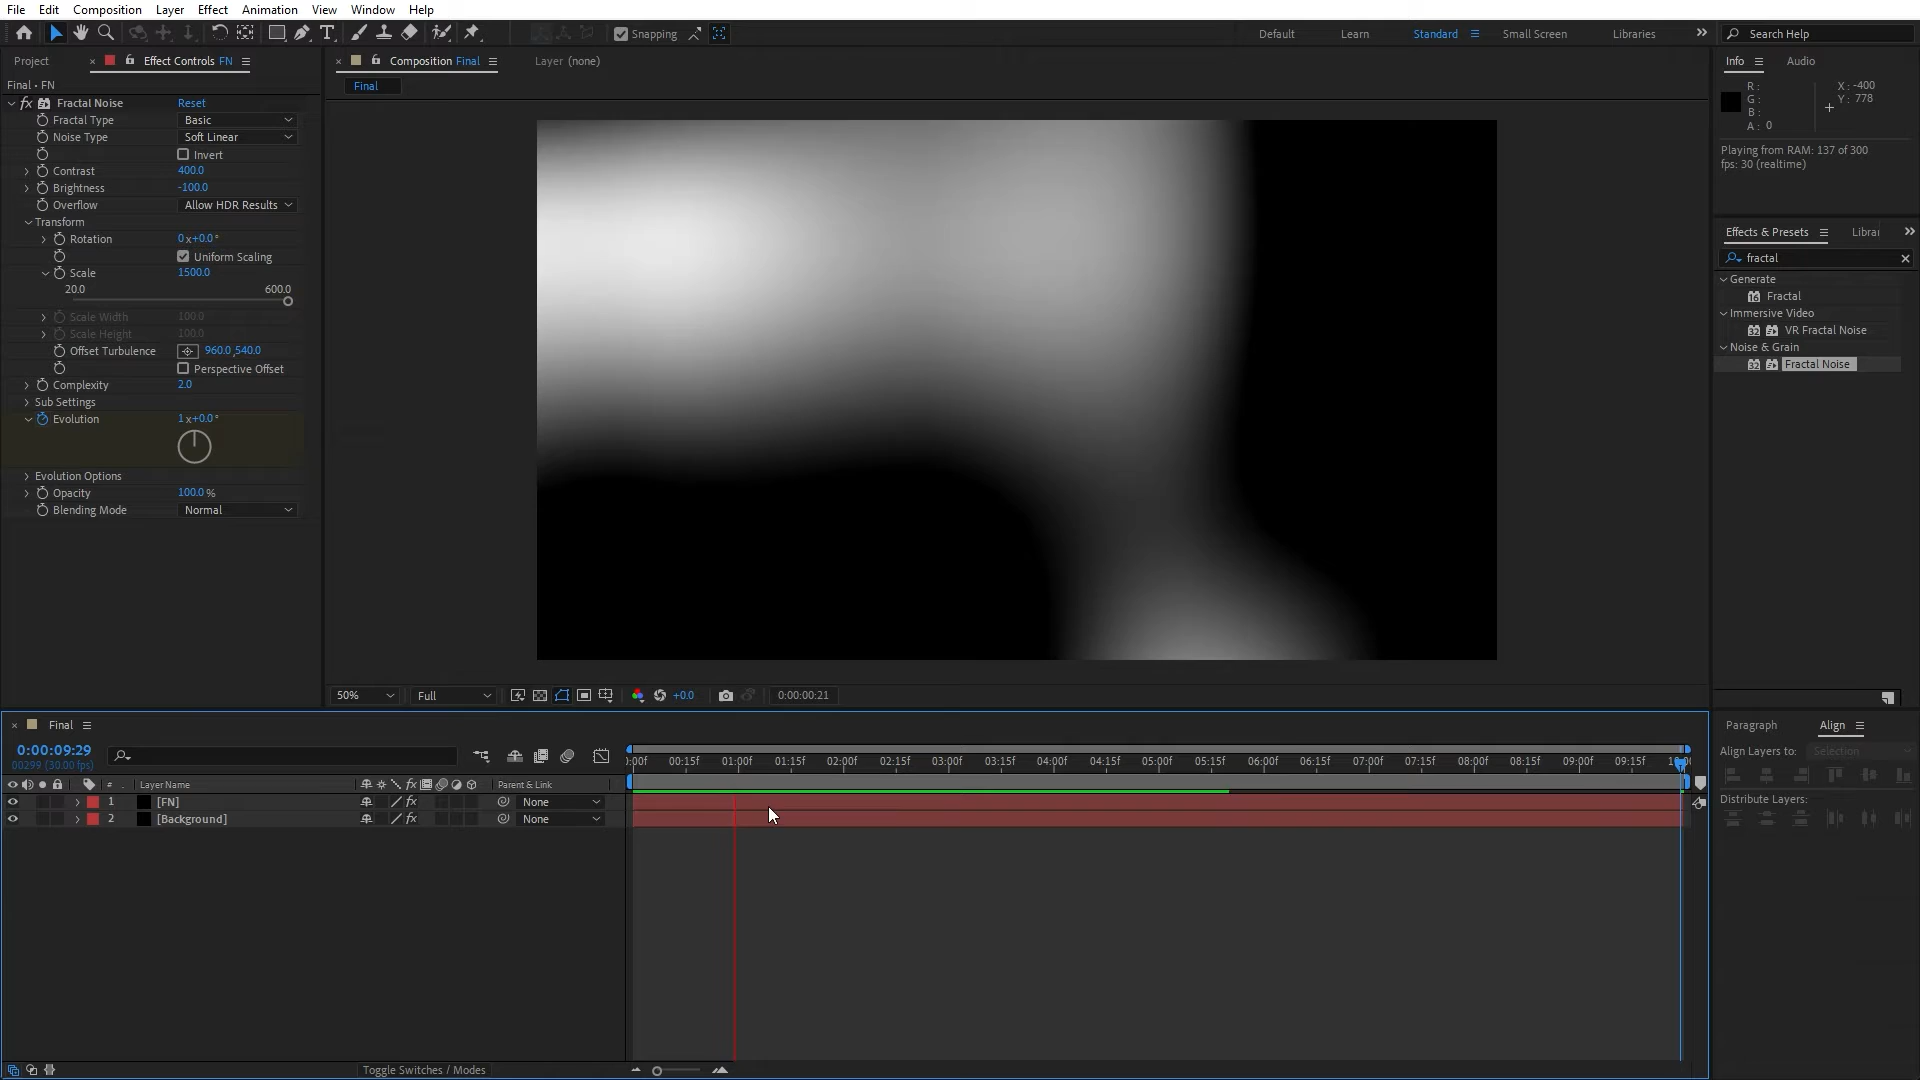 File Edit Composition Layer Effect Animation View Window Help
Snapping
Default Learn Standard Small Screen Libraries Search Help
Project Effect Controls FN
Final • FN
fx Fractal Noise Reset
Fractal Type Basic
Noise Type Soft Linear
Invert
Contrast 400.0
Brightness -100.0
Overflow Allow HDR Results
Transform
Rotation 0x+0.0°
Uniform Scaling
Scale 1500.0
20.0 600.0
Scale Width 100.0
Scale Height 100.0
Offset Turbulence 960.0,540.0
Perspective Offset
Complexity 2.0
Sub Settings
Evolution 1x+0.0°
Evolution Options
Opacity 100.0 %
Blending Mode Normal
Composition Final Layer (none)
Final
50% Full +0.0 0:00:00:21
Info Audio
R :
G :
B :
A : 0
X : -400
Y : 778
Playing from RAM: 137 of 300
fps: 30 (realtime)
Effects & Presets Librar
fractal
Generate
16 Fractal
Immersive Video
32 VR Fractal Noise
Noise & Grain
32 Fractal Noise
Final
0:00:09:29
00299 (30.00 fps)
# Layer Name fx Parent & Link
1 [FN] fx None
2 [Background] fx None
:00f 00:15f 01:00f 01:15f 02:00f 02:15f 03:00f 03:15f 04:00f 04:15f 05:00f 05:15f 06:00f 06:15f 07:00f 07:15f 08:00f 08:15f 09:00f 09:15f
Toggle Switches / Modes
Paragraph Align
Align Layers to: Selection
Distribute Layers: